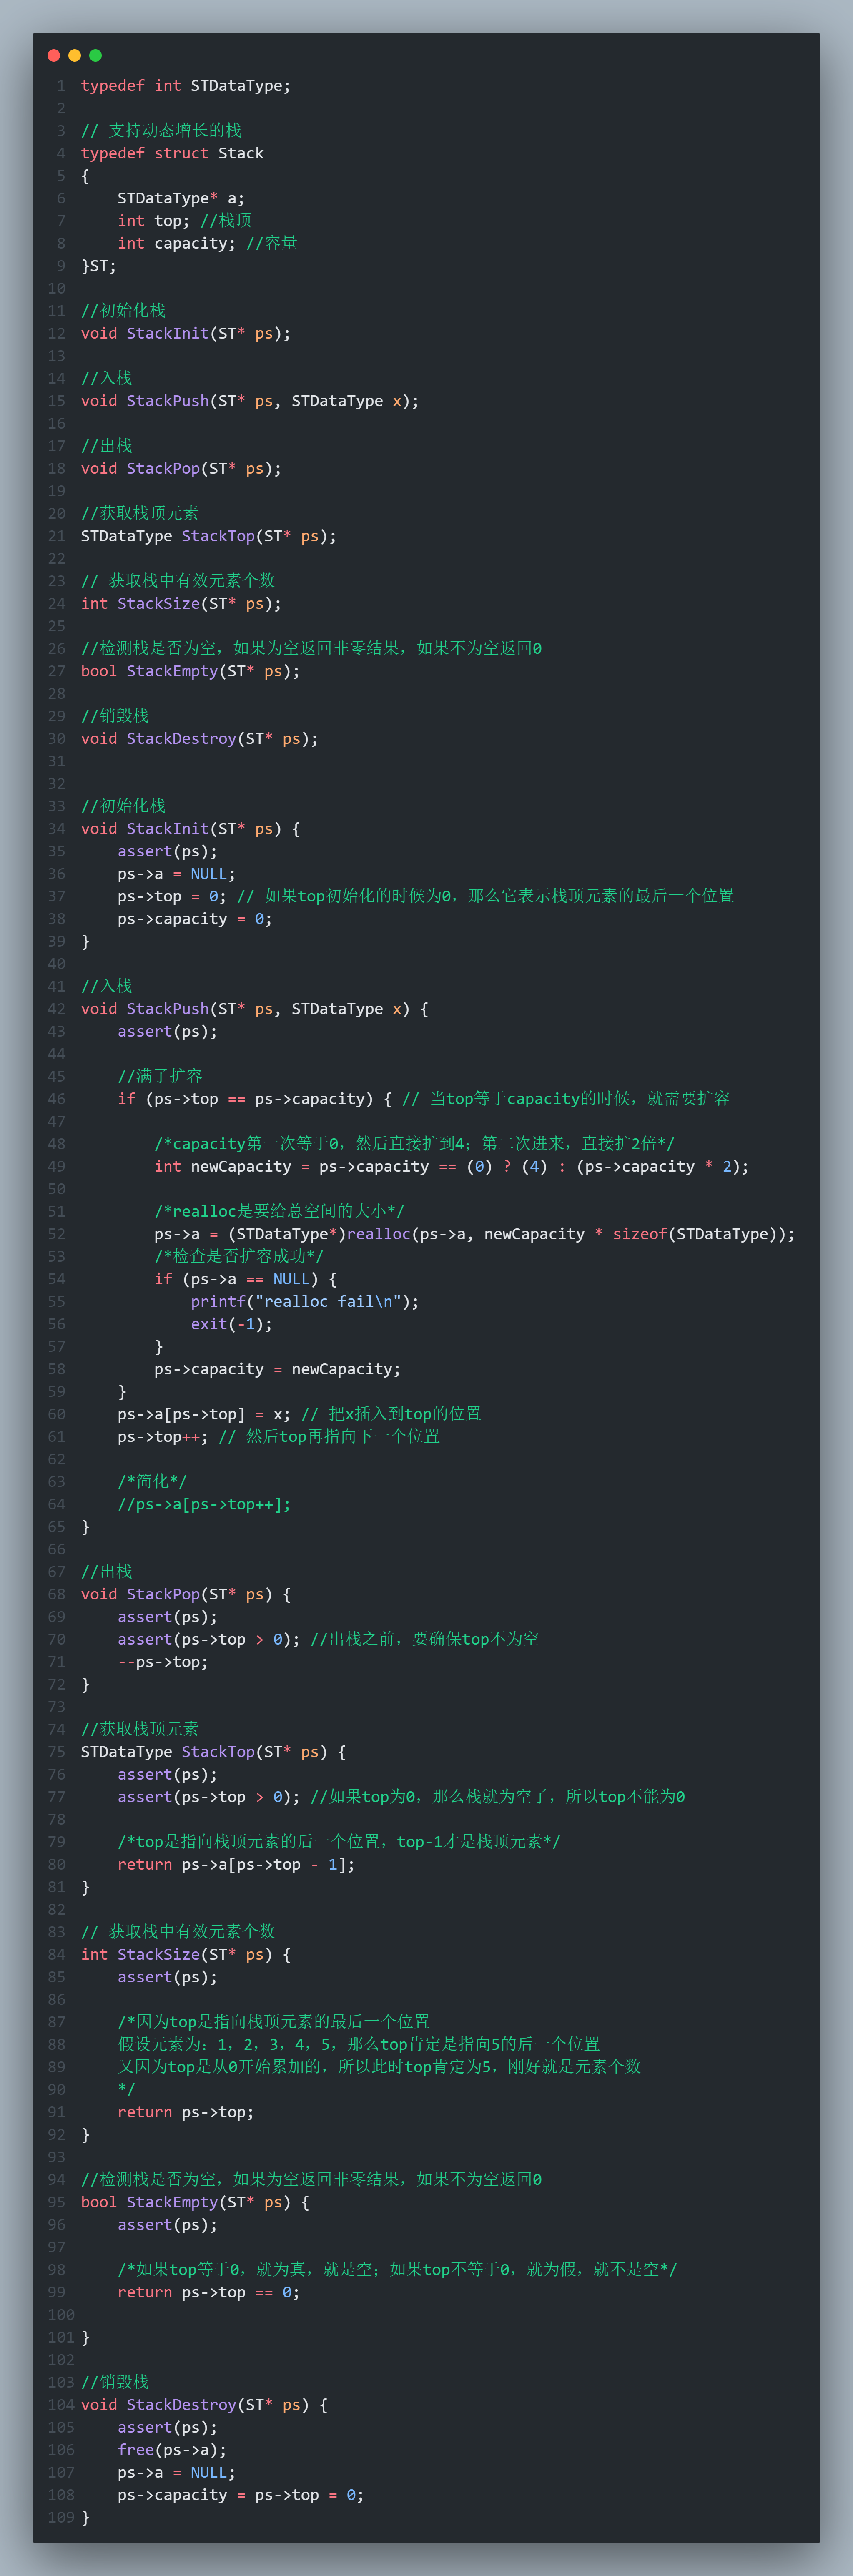 1 typedef int STDataType;
2
3 // 支持动态增长的栈
4 typedef struct Stack
5 {
6     STDataType* a;
7     int top; //栈顶
8     int capacity; //容量
9 }ST;
10
11 //初始化栈
12 void StackInit(ST* ps);
13
14 //入栈
15 void StackPush(ST* ps, STDataType x);
16
17 //出栈
18 void StackPop(ST* ps);
19
20 //获取栈顶元素
21 STDataType StackTop(ST* ps);
22
23 // 获取栈中有效元素个数
24 int StackSize(ST* ps);
25
26 //检测栈是否为空，如果为空返回非零结果，如果不为空返回0
27 bool StackEmpty(ST* ps);
28
29 //销毁栈
30 void StackDestroy(ST* ps);
31
32
33 //初始化栈
34 void StackInit(ST* ps) {
35     assert(ps);
36     ps->a = NULL;
37     ps->top = 0; // 如果top初始化的时候为0，那么它表示栈顶元素的最后一个位置
38     ps->capacity = 0;
39 }
40
41 //入栈
42 void StackPush(ST* ps, STDataType x) {
43     assert(ps);
44
45     //满了扩容
46     if (ps->top == ps->capacity) { // 当top等于capacity的时候，就需要扩容
47
48         /*capacity第一次等于0，然后直接扩到4；第二次进来，直接扩2倍*/
49         int newCapacity = ps->capacity == (0) ? (4) : (ps->capacity * 2);
50
51         /*realloc是要给总空间的大小*/
52         ps->a = (STDataType*)realloc(ps->a, newCapacity * sizeof(STDataType));
53         /*检查是否扩容成功*/
54         if (ps->a == NULL) {
55             printf("realloc fail\n");
56             exit(-1);
57         }
58         ps->capacity = newCapacity;
59     }
60     ps->a[ps->top] = x; // 把x插入到top的位置
61     ps->top++; // 然后top再指向下一个位置
62
63     /*简化*/
64     //ps->a[ps->top++];
65 }
66
67 //出栈
68 void StackPop(ST* ps) {
69     assert(ps);
70     assert(ps->top > 0); //出栈之前，要确保top不为空
71     --ps->top;
72 }
73
74 //获取栈顶元素
75 STDataType StackTop(ST* ps) {
76     assert(ps);
77     assert(ps->top > 0); //如果top为0，那么栈就为空了，所以top不能为0
78
79     /*top是指向栈顶元素的后一个位置，top-1才是栈顶元素*/
80     return ps->a[ps->top - 1];
81 }
82
83 // 获取栈中有效元素个数
84 int StackSize(ST* ps) {
85     assert(ps);
86
87     /*因为top是指向栈顶元素的最后一个位置
88     假设元素为：1，2，3，4，5，那么top肯定是指向5的后一个位置
89     又因为top是从0开始累加的，所以此时top肯定为5，刚好就是元素个数
90     */
91     return ps->top;
92 }
93
94 //检测栈是否为空，如果为空返回非零结果，如果不为空返回0
95 bool StackEmpty(ST* ps) {
96     assert(ps);
97
98     /*如果top等于0，就为真，就是空；如果top不等于0，就为假，就不是空*/
99     return ps->top == 0;
100
101 }
102
103 //销毁栈
104 void StackDestroy(ST* ps) {
105     assert(ps);
106     free(ps->a);
107     ps->a = NULL;
108     ps->capacity = ps->top = 0;
109 }